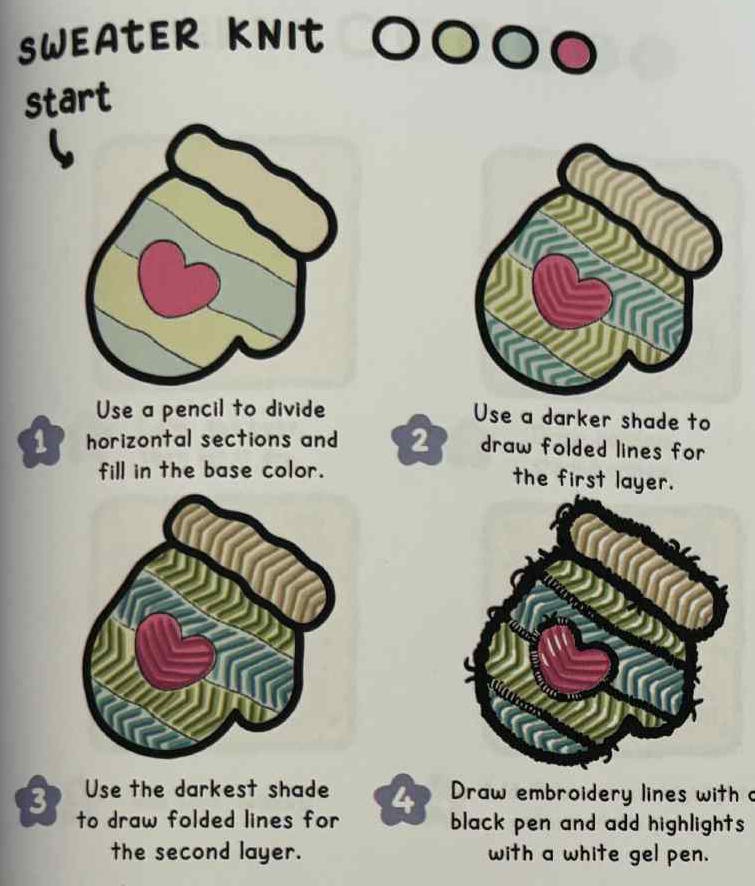 SWEATER KNIT
start
1
Use a pencil to divide
horizontal sections and
fill in the base color.
2
Use a darker shade to
draw folded lines for
the first layer.
3
Use the darkest shade
to draw folded lines for
the second layer.
4
Draw embroidery lines with a
black pen and add highlights
with a white gel pen.